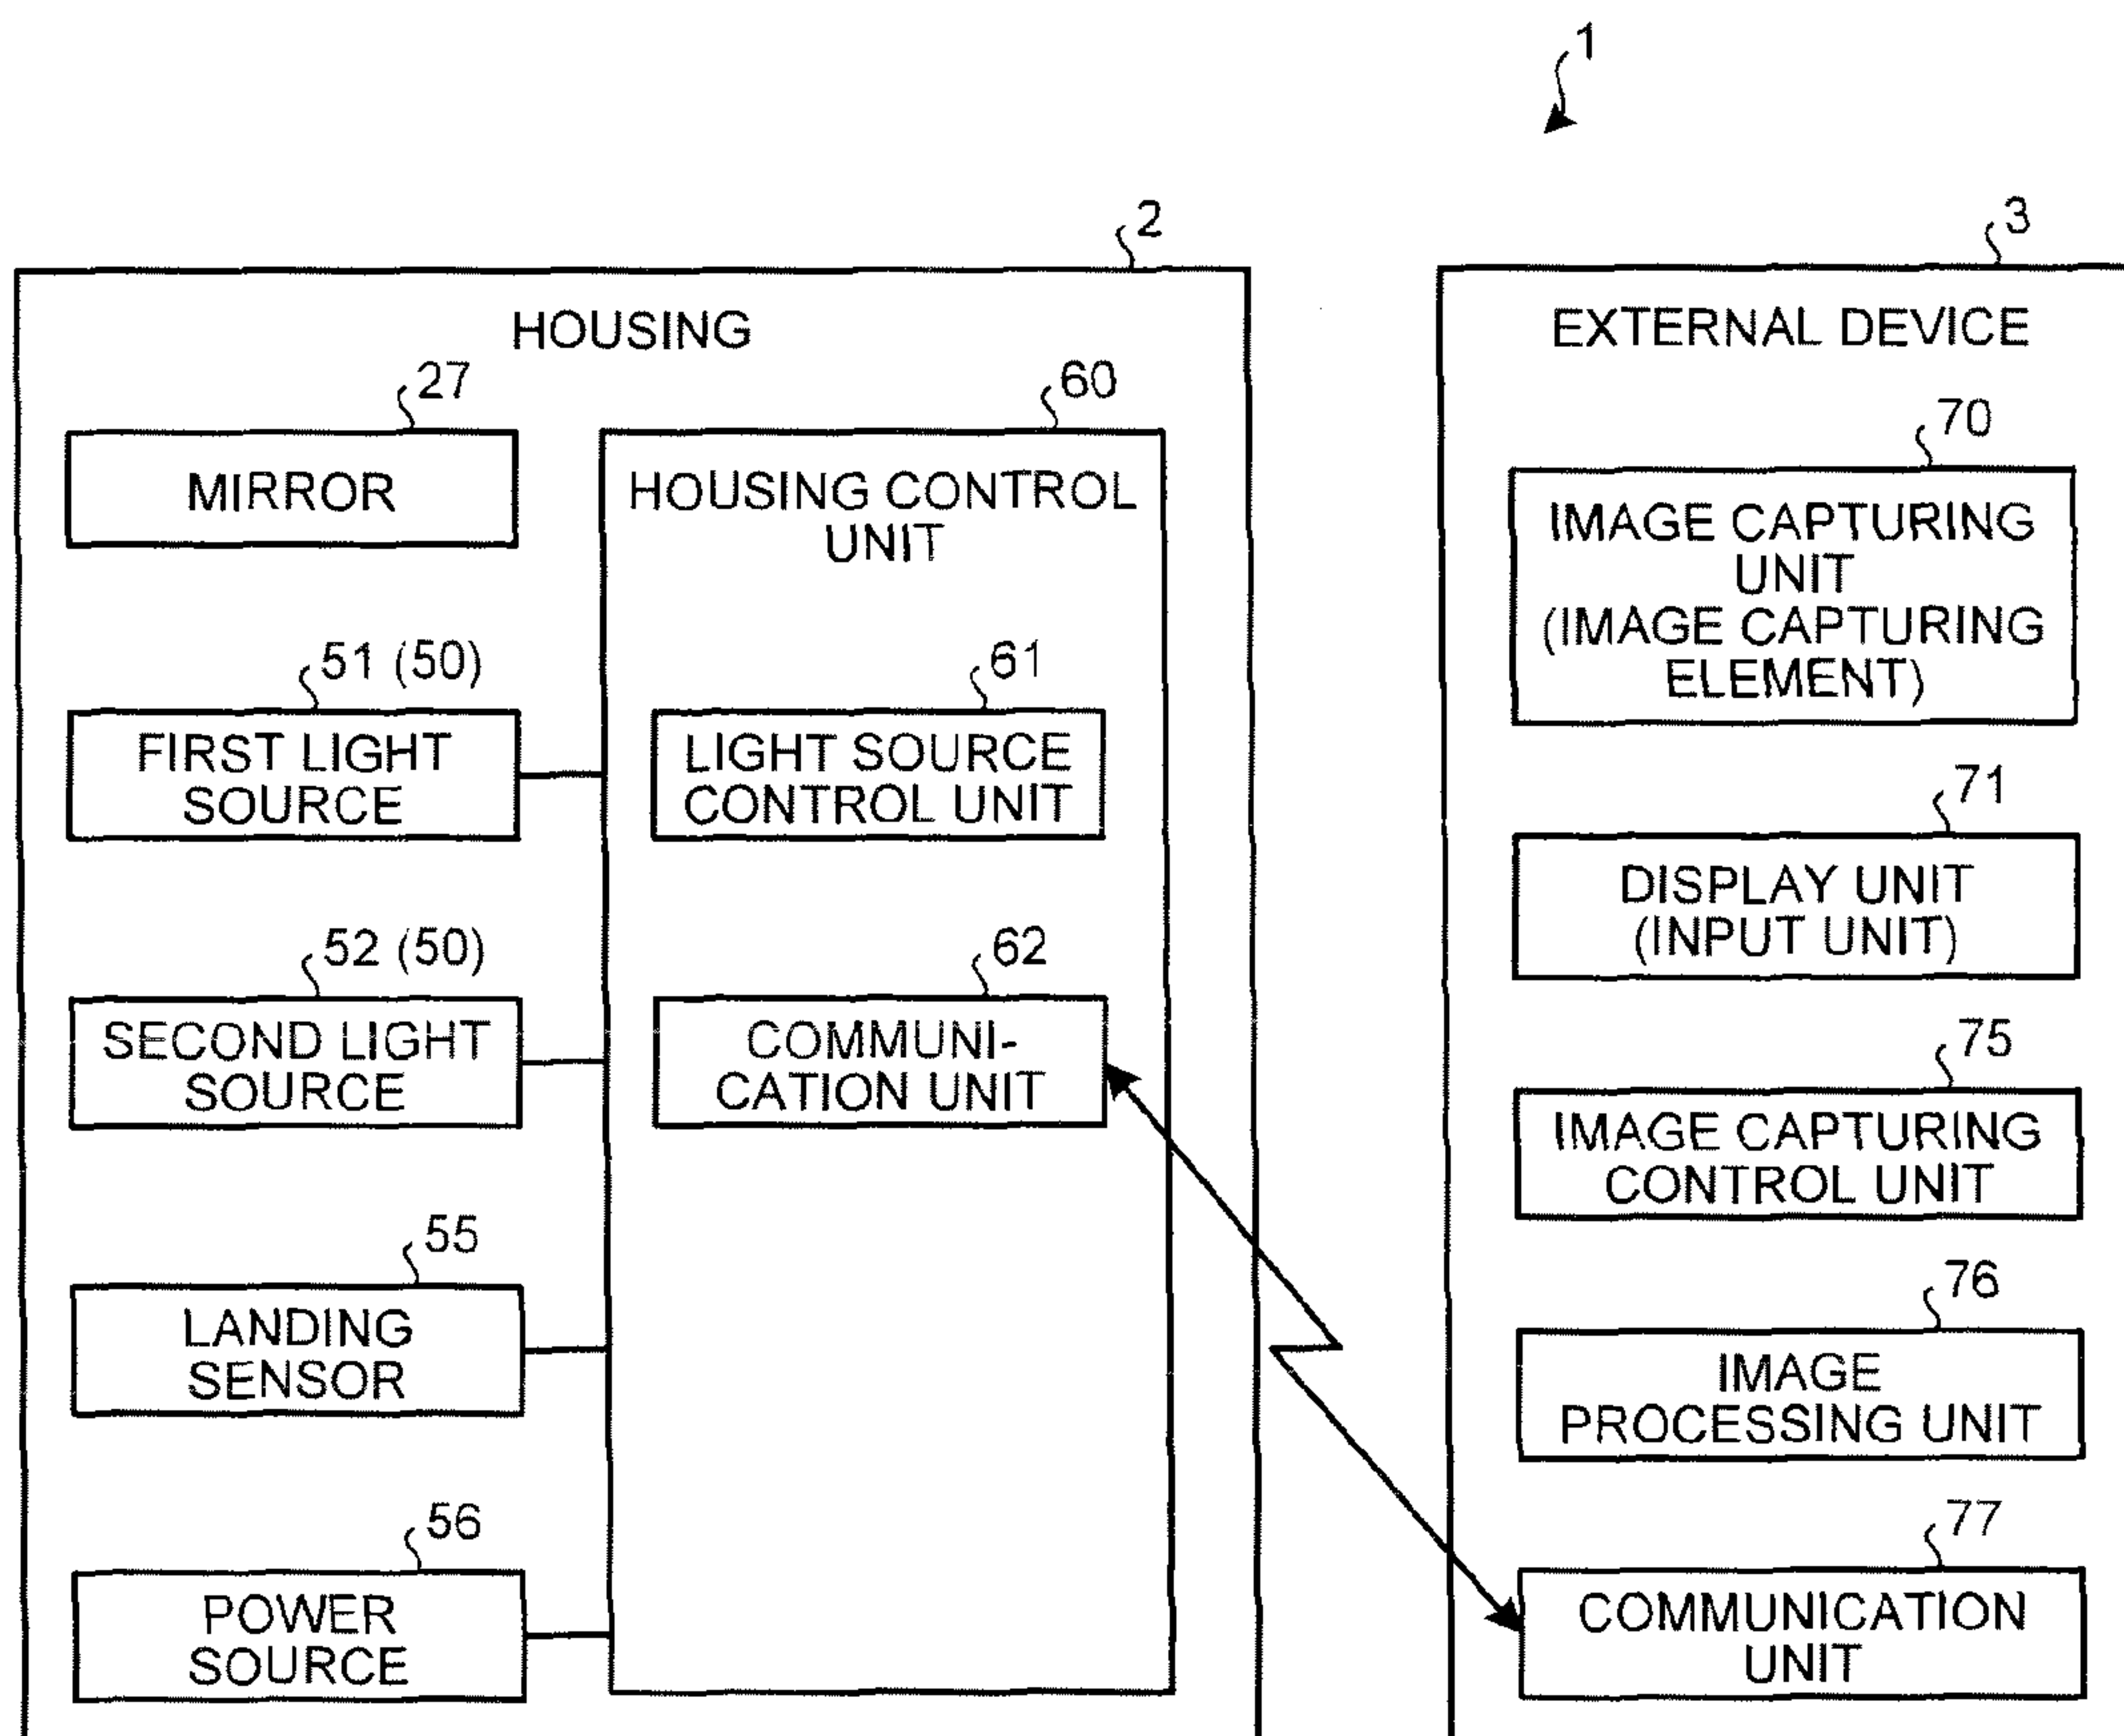 1
2
HOUSING
27
MIRROR
60
HOUSING CONTROL
UNIT
51 (50)
FIRST LIGHT
SOURCE
61
LIGHT SOURCE
CONTROL UNIT
52 (50)
SECOND LIGHT
SOURCE
62
COMMUNI-
CATION UNIT
55
LANDING
SENSOR
56
POWER
SOURCE
3
EXTERNAL DEVICE
70
IMAGE CAPTURING
UNIT
(IMAGE CAPTURING
ELEMENT)
71
DISPLAY UNIT
(INPUT UNIT)
75
IMAGE CAPTURING
CONTROL UNIT
76
IMAGE
PROCESSING UNIT
77
COMMUNICATION
UNIT